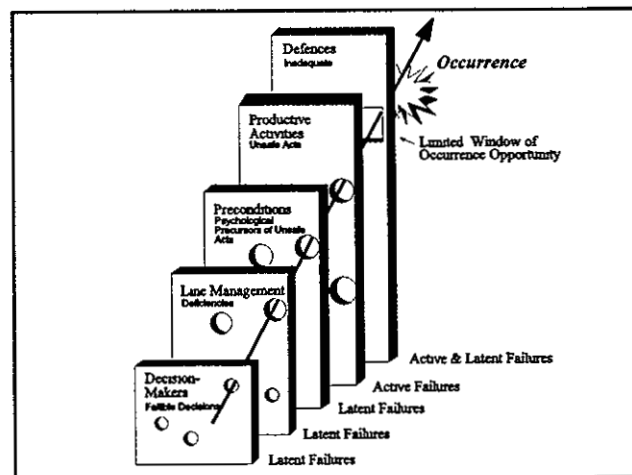 Defences
Inadequate
Occurrence
Productive
Activities
Unsafe Acts
Limited Window of
Occurrence Opportunity
Preconditions
Psychological
Precursors of Unsafe
Acts
Line Management
Deficiencies
Decision-
Makers
Fallible Decisions
Active & Latent Failures
Active Failures
Latent Failures
Latent Failures
Latent Failures